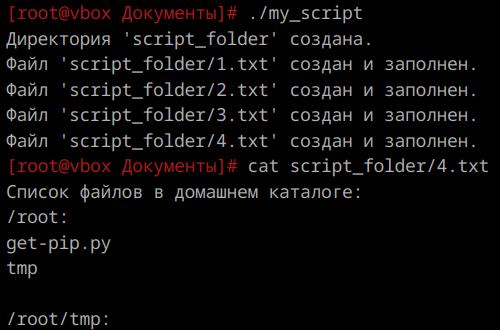 [root@vbox Документы]# ./my_script
Директория 'script_folder' создана.
Файл 'script_folder/1.txt' создан и заполнен.
Файл 'script_folder/2.txt' создан и заполнен.
Файл 'script_folder/3.txt' создан и заполнен.
Файл 'script_folder/4.txt' создан и заполнен.
[root@vbox Документы]# cat script_folder/4.txt
Список файлов в домашнем каталоге:
/root:
get-pip.py
tmp
/root/tmp: